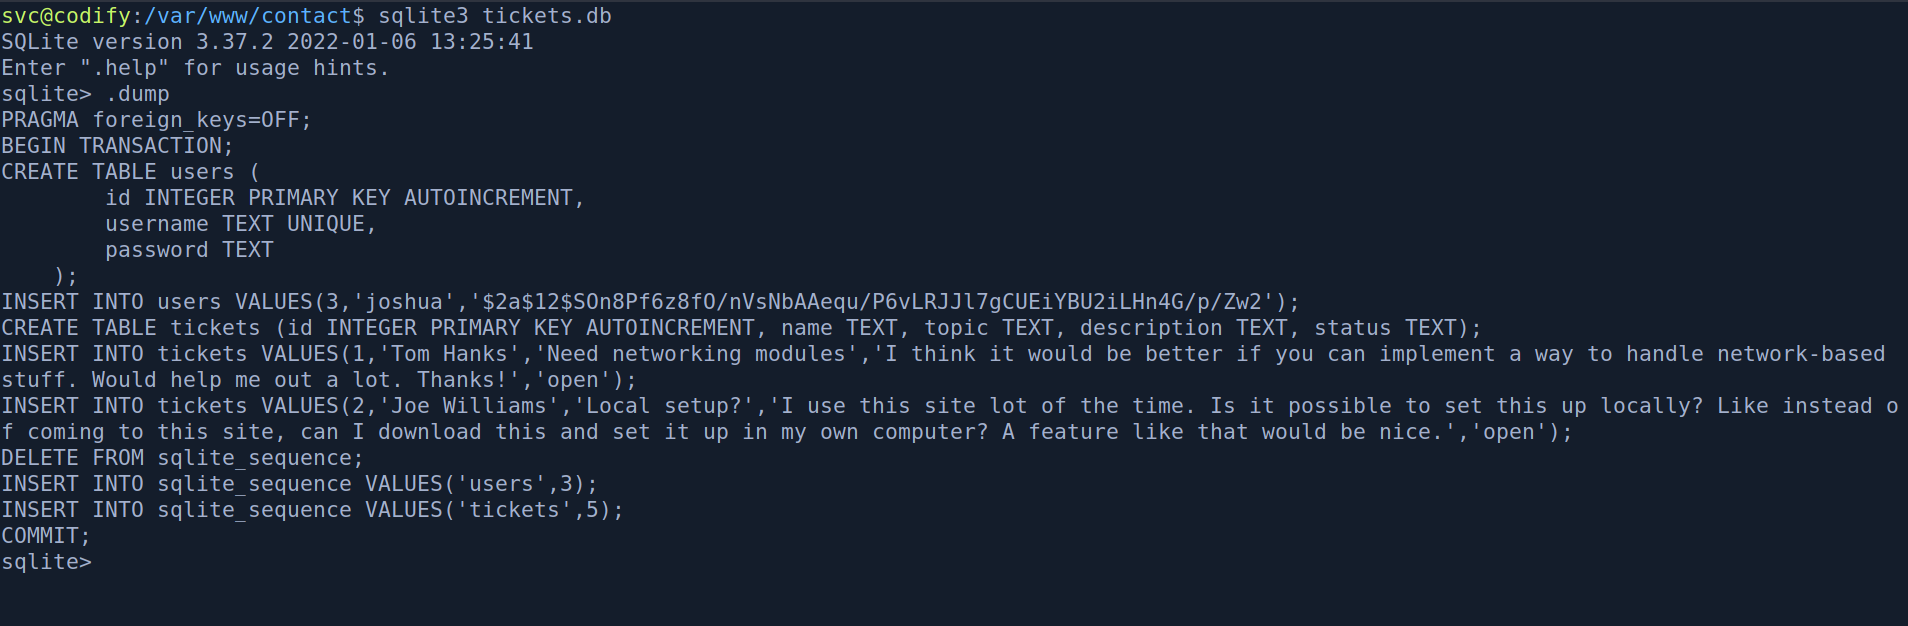 svc@codify:/var/www/contact$ sqlite3 tickets.db
SQLite version 3.37.2 2022-01-06 13:25:41
Enter ".help" for usage hints.
sqlite> .dump
PRAGMA foreign_keys=OFF;
BEGIN TRANSACTION;
CREATE TABLE users (
        id INTEGER PRIMARY KEY AUTOINCREMENT,
        username TEXT UNIQUE,
        password TEXT
    );
INSERT INTO users VALUES(3,'joshua','$2a$12$SOn8Pf6z8fO/nVsNbAAequ/P6vLRJJl7gCUEiYBU2iLHn4G/p/Zw2');
CREATE TABLE tickets (id INTEGER PRIMARY KEY AUTOINCREMENT, name TEXT, topic TEXT, description TEXT, status TEXT);
INSERT INTO tickets VALUES(1,'Tom Hanks','Need networking modules','I think it would be better if you can implement a way to handle network-based
stuff. Would help me out a lot. Thanks!','open');
INSERT INTO tickets VALUES(2,'Joe Williams','Local setup?','I use this site lot of the time. Is it possible to set this up locally? Like instead o
f coming to this site, can I download this and set it up in my own computer? A feature like that would be nice.','open');
DELETE FROM sqlite_sequence;
INSERT INTO sqlite_sequence VALUES('users',3);
INSERT INTO sqlite_sequence VALUES('tickets',5);
COMMIT;
sqlite>